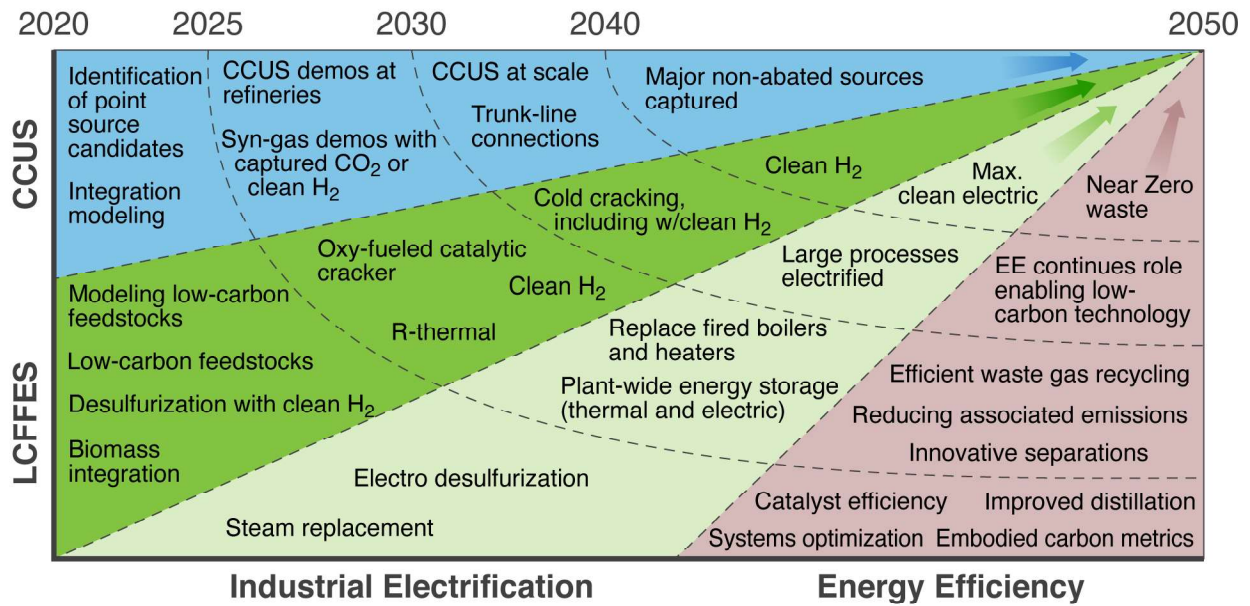 2020 2025 2030 2040 2050
CCUS
Identification
of point
source
candidates
Integration
modeling
CCUS demos at
refineries
Syn-gas demos with
captured CO2 or
clean H2
CCUS at scale
Trunk-line
connections
Major non-abated sources
captured
LCFFES
Modeling low-carbon
feedstocks
Low-carbon feedstocks
Desulfurization with clean H2
Biomass
integration
Oxy-fueled catalytic
cracker
Clean H2
R-thermal
Cold cracking,
including w/clean H2
Clean H2
Steam replacement
Electro desulfurization
Replace fired boilers
and heaters
Plant-wide energy storage
(thermal and electric)
Large processes
electrified
Max.
clean electric
Near Zero
waste
EE continues role
enabling low-
carbon technology
Efficient waste gas recycling
Reducing associated emissions
Innovative separations
Catalyst efficiency
Improved distillation
Systems optimization
Embodied carbon metrics
Industrial Electrification
Energy Efficiency